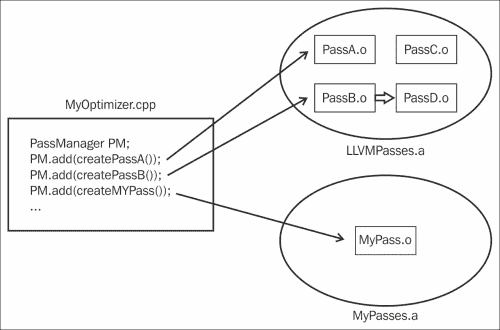 MyOptimizer.cpp
PassManager PM;
PM.add(createPassA());
PM.add(createPassB());
PM.add(createMYPass());
...
PassA.o
PassC.o
PassB.o
PassD.o
LLVMPasses.a
MyPass.o
MyPasses.a